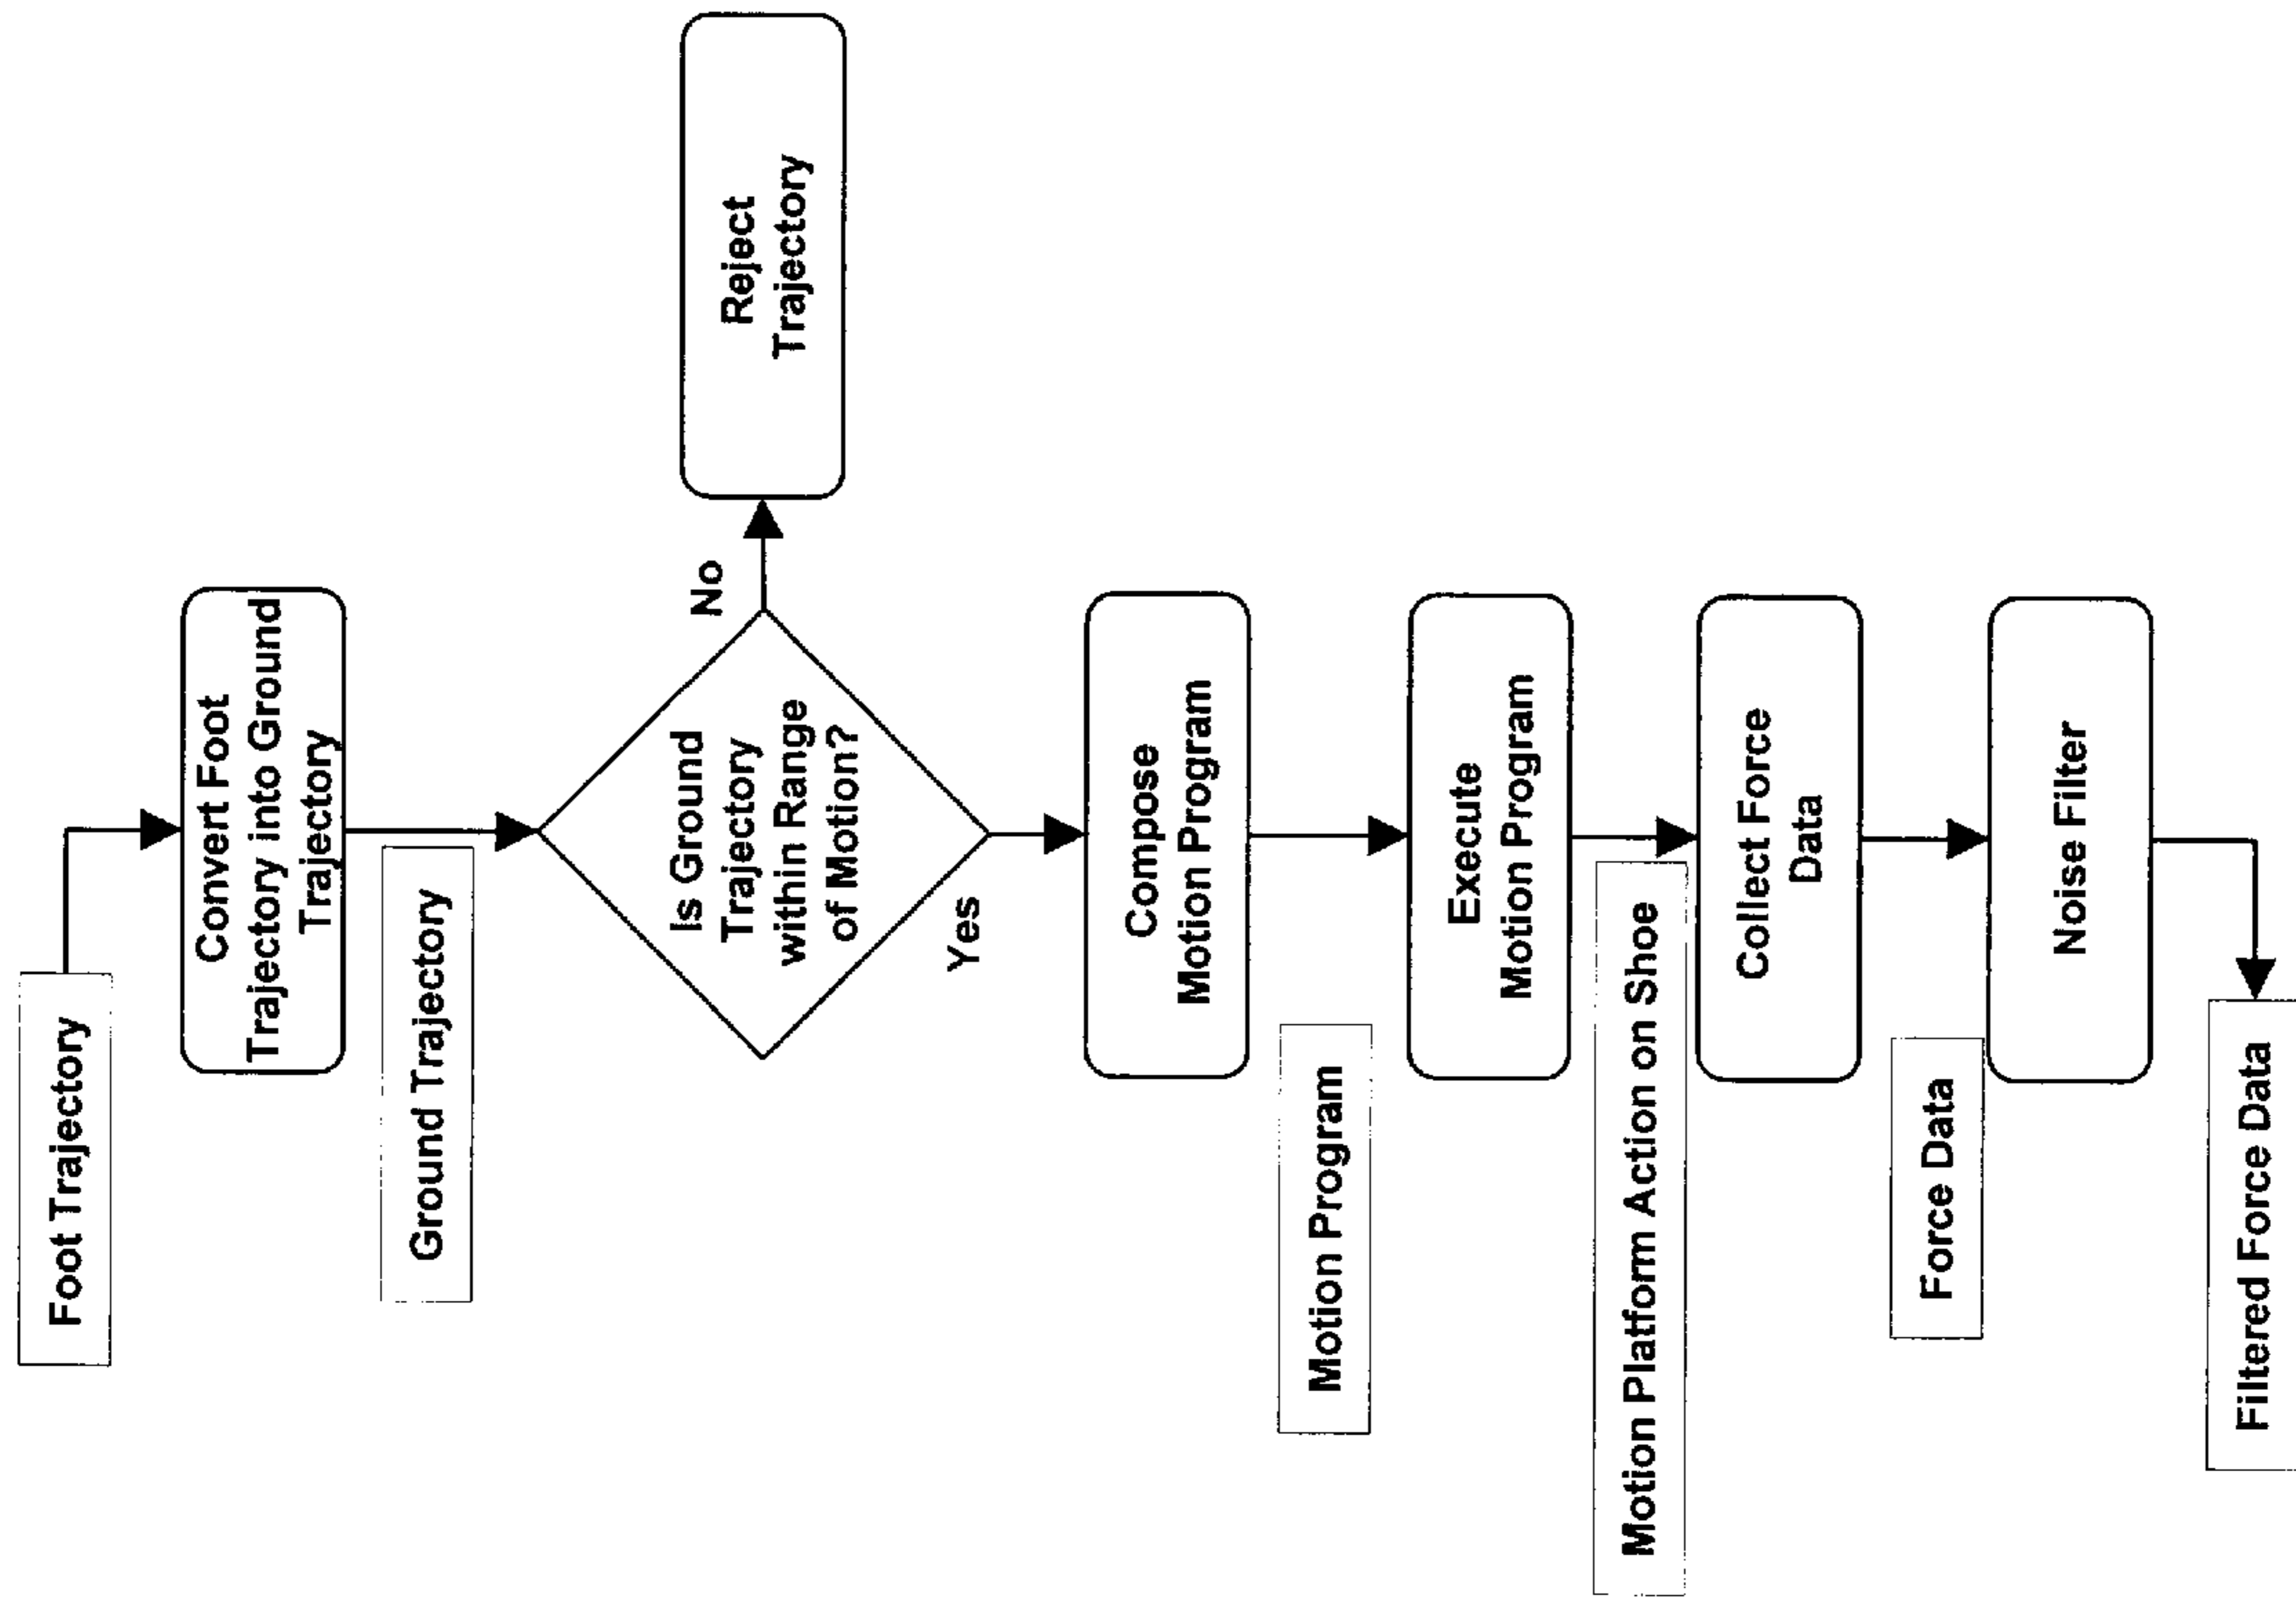 Foot Trajectory
Convert Foot
Trajectory into Ground
Trajectory
Ground Trajectory
Is Ground
Trajectory
within Range
of Motion?
No
Reject
Trajectory
Yes
Compose
Motion Program
Motion Program
Execute
Motion Program
Motion Platform Action on Shoe
Collect Force
Data
Force Data
Noise Filter
Filtered Force Data